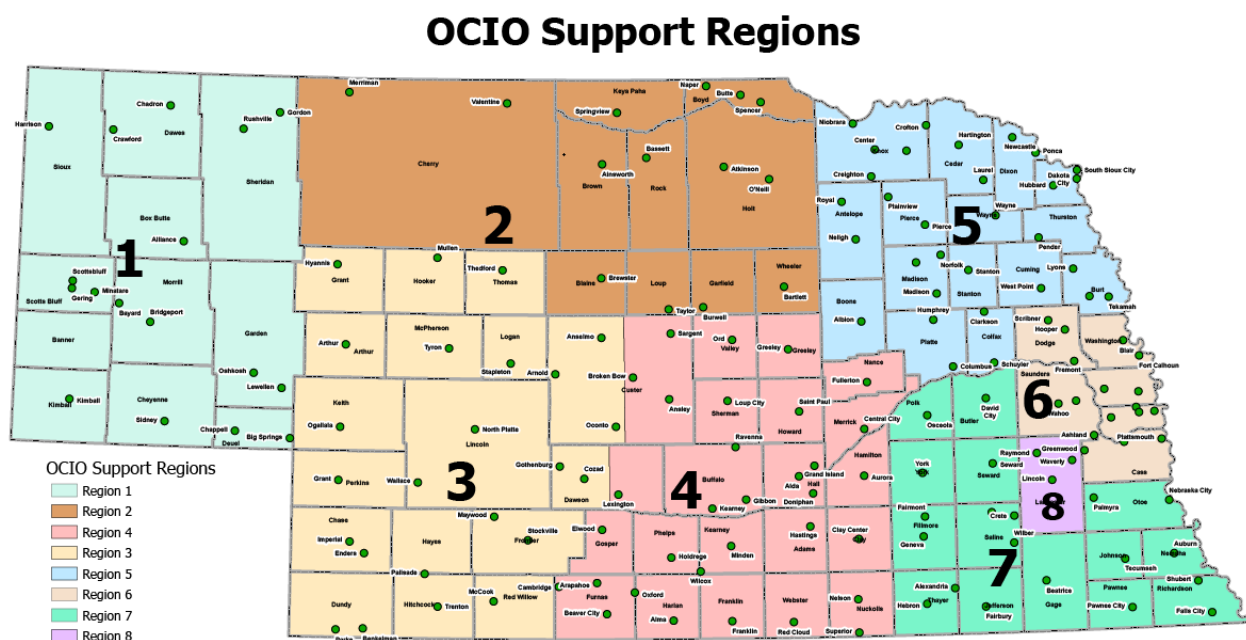 OCIO Support Regions
Merriman
Naper
Butte
Keya Paha
Boyd
Valentine
Chadron
Spencer
Springview
Gordon
Rushville
Harrison
Dawes
Crawford
Niobrara
Crofton
Center
Knox
Hartington
Newcastle
Ponca
Bassett
Cherry
Cedar
Dixon
Sioux
Atkinson
Ainsworth
Laurel
South Sioux City
Dakota
City
Creighton
Sheridan
O'Neill
Hubbard
Brown
Rock
Royal
Plainview
Holt
Antelope
Pierce
Wayne
Wayne
Thurston
Box Butte
Pierce
2
5
Alliance
Neligh
Pender
Mullen
1
Hyannis
Thedford
Norfolk
Wheeler
Lyons
Scottsbluff
Grant
Hooker
Thomas
Blaine
Brewster
Loup
Garfield
Madison
Stanton
Cuming
Morrill
Minatare
Gering
Scotts Bluff
Bartlett
Madison
Stanton
West Point
Burt
Boone
Tekamah
Bayard
Bridgeport
Taylor
Burwell
Humphrey
Albion
Clarkson
Scribner
McPherson
Garden
Sargent
Hooper
Banner
Logan
Anselmo
Ord
Valley
Platte
Colfax
Dodge
Washington
Arthur
Arthur
Tyron
Greeley
Greeley
Blair
Nance
Stapleton
Columbus
Schuyler
Fremont
Fort Calhoun
Oshkosh
Arnold
Broken Bow
Saunders
Fullerton
Lewellen
Custer
Kimball
Kimball
Cheyenne
Keith
Loup City
Saint Paul
Polk
David
City
6
Wahoo
Ansley
Sherman
Sidney
Central City
Merrick
Osceola
Butler
Ogallala
Oconto
Howard
Chappell
Deuel
Big Springs
North Platte
Lincoln
Ravenna
Ashland
Plattsmouth
Greenwood
Raymond
Hamilton
OCIO Support Regions
Gothenburg
Cozad
York
York
Seward
Waverly
Grand Island
Hall
Cass
Grant
Perkins
Wallace
3
Dawson
4
Buffalo
Alda
Aurora
Seward
Lincoln
Region 1
Lexington
Gibbon
Doniphan
Nebraska City
8
Otoe
Region 2
Kearney
Fairmont
Palmyra
Chase
Maywood
Crete
Region 4
Stockville
Elwood
Phelps
Kearney
Hastings
Clay Center
Clay
Fillmore
Saline
Wilber
Imperial
Hayes
Frontier
Gosper
Minden
Adams
Geneva
Auburn
Region 3
Enders
Holdrege
7
Johnson
Nemaha
Region 5
Palisade
Wilcox
Tecumseh
Arapahoe
Cambridge
Shubert
Region 6
McCook
Red Willow
Furnas
Oxford
Alexandria
Beatrice
Pawnee
Richardson
Dundy
Hitchcock
Trenton
Harlan
Franklin
Webster
Nelson
Nuckolls
Thayer
Hebron
Jefferson
Gage
Pawnee City
Falls City
Region 7
Beaver City
Alma
Fairbury
Franklin
Red Cloud
Superior
Benkelman
Region 8